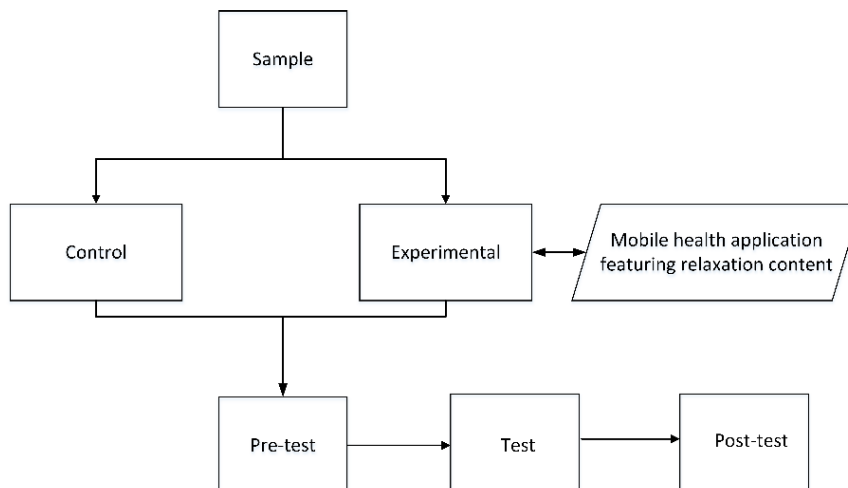 Sample
Control
Experimental
Mobile health application
featuring relaxation content
Pre-test
Test
Post-test